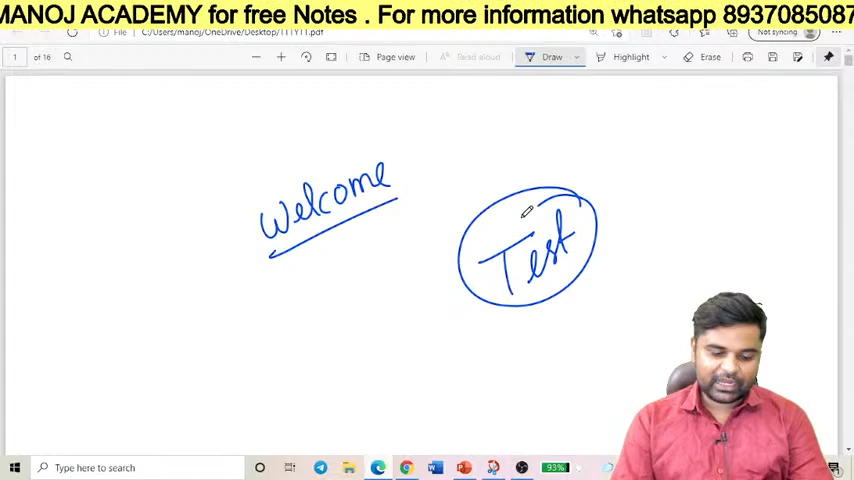 MANOJ ACADEMY for free Notes . For more information whatsapp 8937085087
File C:/Users/manoj/OneDrive/Desktop/TTTYT1.pdf
Not syncing
1 of 16
Page view
Read aloud
Draw
Highlight
Erase
Welcome
Test
Type here to search
93%